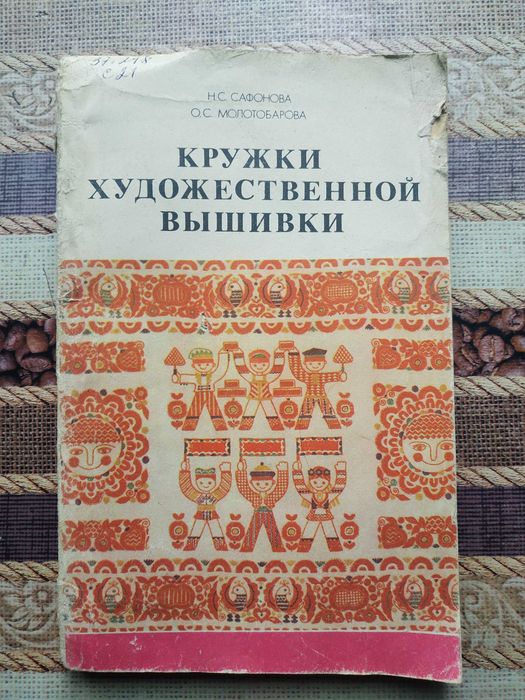 Н.С. САФОНОВА
О.С. МОЛОТОБАРОВА
КРУЖКИ
ХУДОЖЕСТВЕННОЙ
ВЫШИВКИ